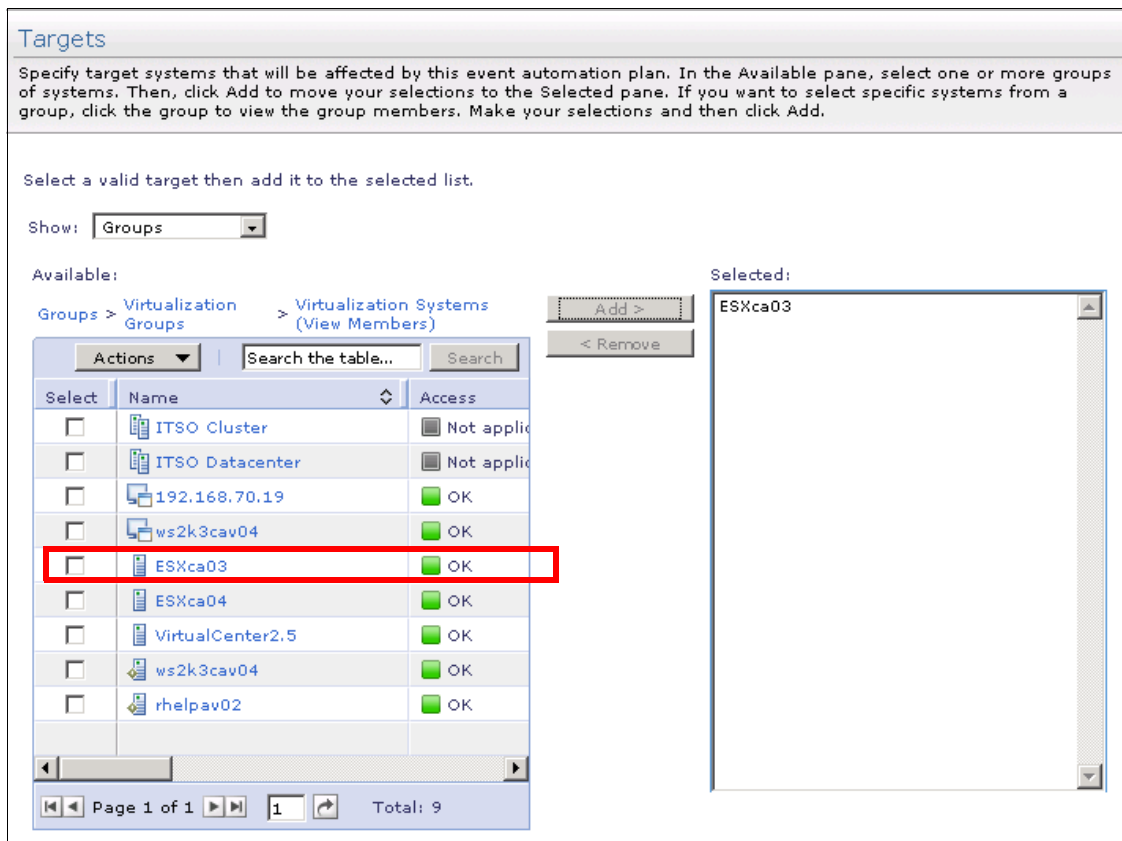 Targets
Specify target systems that will be affected by this event automation plan. In the Available pane, select one or more groups
of systems. Then, click Add to move your selections to the Selected pane. If you want to select specific systems from a
group, click the group to view the group members. Make your selections and then click Add.
Select a valid target then add it to the selected list.
Show: Groups
Available:
Groups > Virtualization Groups > Virtualization Systems (View Members)
Actions Search the table... Search
Select Name Access
ITSO Cluster Not applic
ITSO Datacenter Not applic
192.168.70.19 OK
ws2k3cav04 OK
ESXca03 OK
ESXca04 OK
VirtualCenter2.5 OK
ws2k3cav04 OK
rhelpav02 OK
Page 1 of 1 1 Total: 9
Add >
< Remove
Selected:
ESXca03